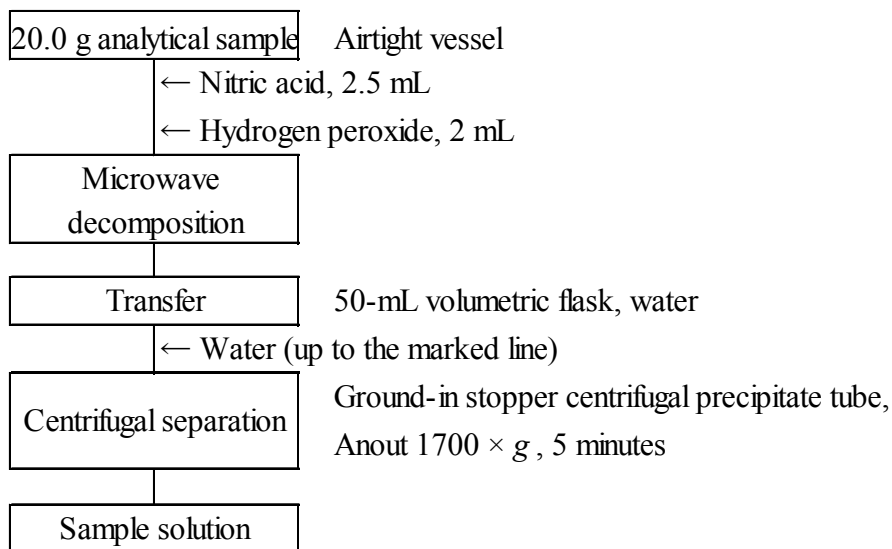 20.0 g analytical sample Airtight vessel
← Nitric acid, 2.5 mL
← Hydrogen peroxide, 2 mL
Microwave
decomposition
Transfer 50-mL volumetric flask, water
← Water (up to the marked line)
Centrifugal separation
Ground-in stopper centrifugal precipitate tube,
Anout 1700 × g , 5 minutes
Sample solution